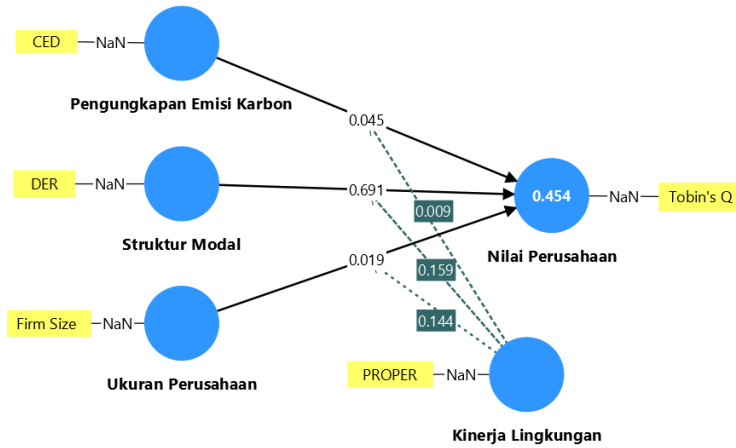 CED
NaN
Pengungkapan Emisi Karbon
0.045
DER
NaN
Struktur Modal
0.691
0.009
0.454
NaN
Tobin's Q
Nilai Perusahaan
0.019
0.159
Firm Size
NaN
0.144
Ukuran Perusahaan
PROPER
NaN
Kinerja Lingkungan